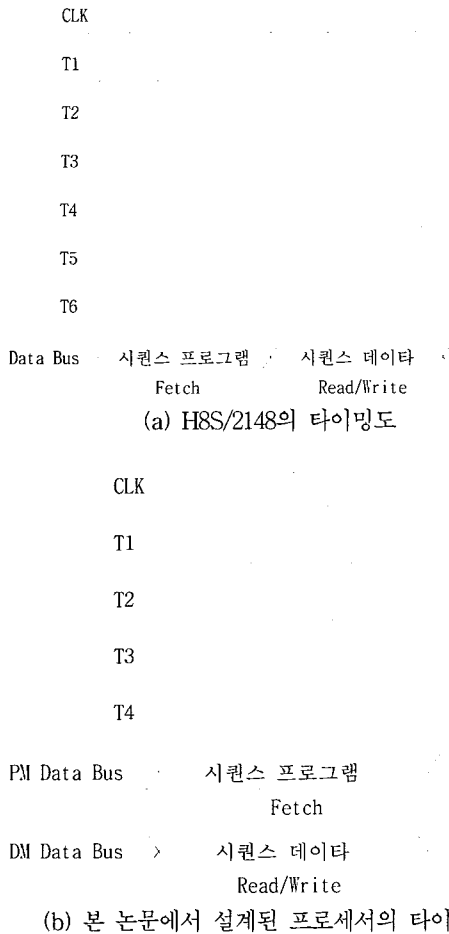 CLK
T1
T2
T3
T4
T5
T6
Data Bus 시퀀스 프로그램 시퀀스 데이타
Fetch Read/Write
(a) H8S/2148의 타이밍도
CLK
T1
T2
T3
T4
PM Data Bus 시퀀스 프로그램
Fetch
DM Data Bus 시퀀스 데이타
Read/Write
(b) 본 논문에서 설계된 프로세서의 타이